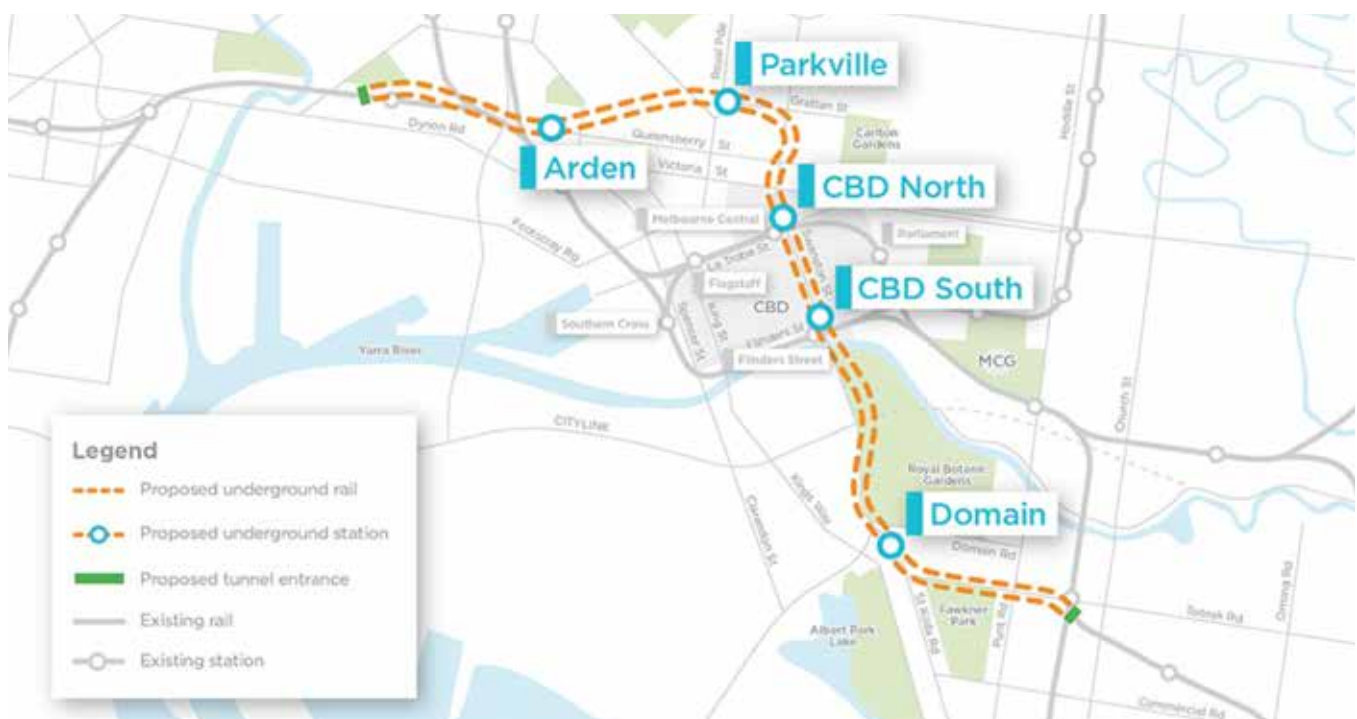 Parkville
Royal Pde
Grattan St
Hoddle St
Dynon Rd
Queensberry St
Carlton
Gardens
Arden
Victoria St
CBD North
Melbourne Central
Parliament
Footscray Rd
La Trobe St
Swanston St
Flagstaff
CBD South
CBD
Southern Cross
Spencer St
King St
Flinders St
Flinders Street
Yarra River
MCG
Church St
CITYLINK
Legend
Proposed underground rail
Proposed underground station
Proposed tunnel entrance
Existing rail
Existing station
Royal Botanic
Gardens
Kings Way
Clarendon St
Domain
Domain Rd
Toorak Rd
Fawkner
Park
Punt Rd
St Kilda Rd
Albert Park
Lake
Commercial Rd